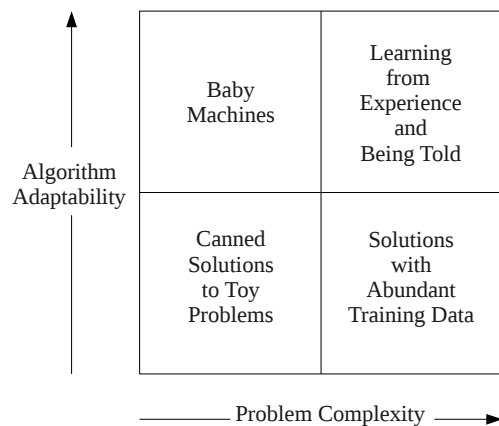 Baby
Machines
Learning
from
Experience
and
Being Told
Algorithm
Adaptability
Canned
Solutions
to Toy
Problems
Solutions
with
Abundant
Training Data
Problem Complexity